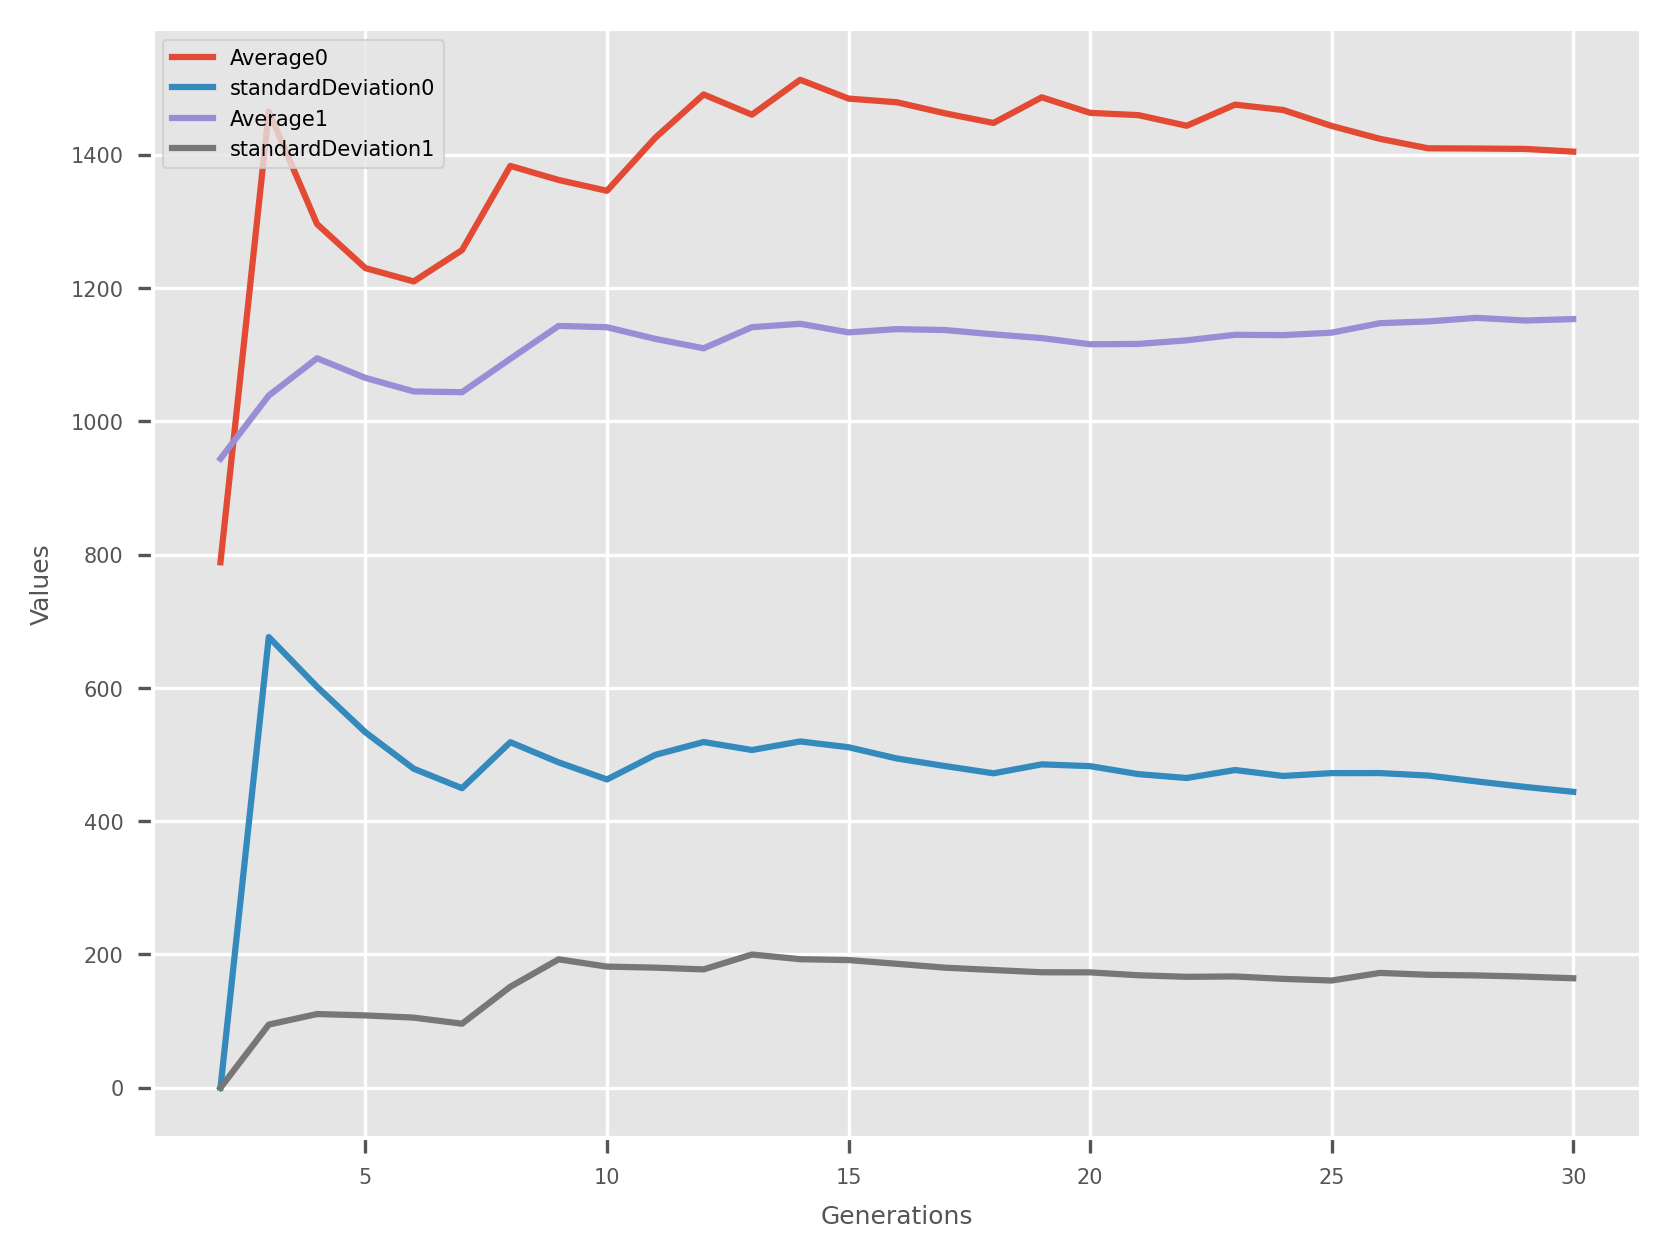 Average0
standardDeviation0
Average1
standardDeviation1
1400
1200
1000
800
600
400
200
0
Values
5 10 15 20 25 30
Generations